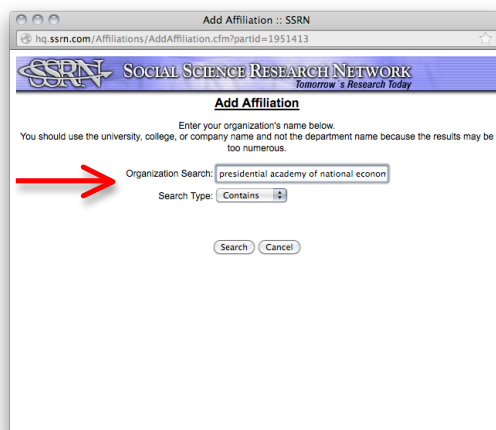 Add Affiliation :: SSRN
hq.ssrn.com/Affiliations/AddAffiliation.cfm?partid=1951413
SSRN SOCIAL SCIENCE RESEARCH NETWORK
Tomorrow's Research Today
Add Affiliation
Enter your organization's name below.
You should use the university, college, or company name and not the department name because the results may be
too numerous.
Organization Search: presidential academy of national econom
Search Type: Contains
Search Cancel